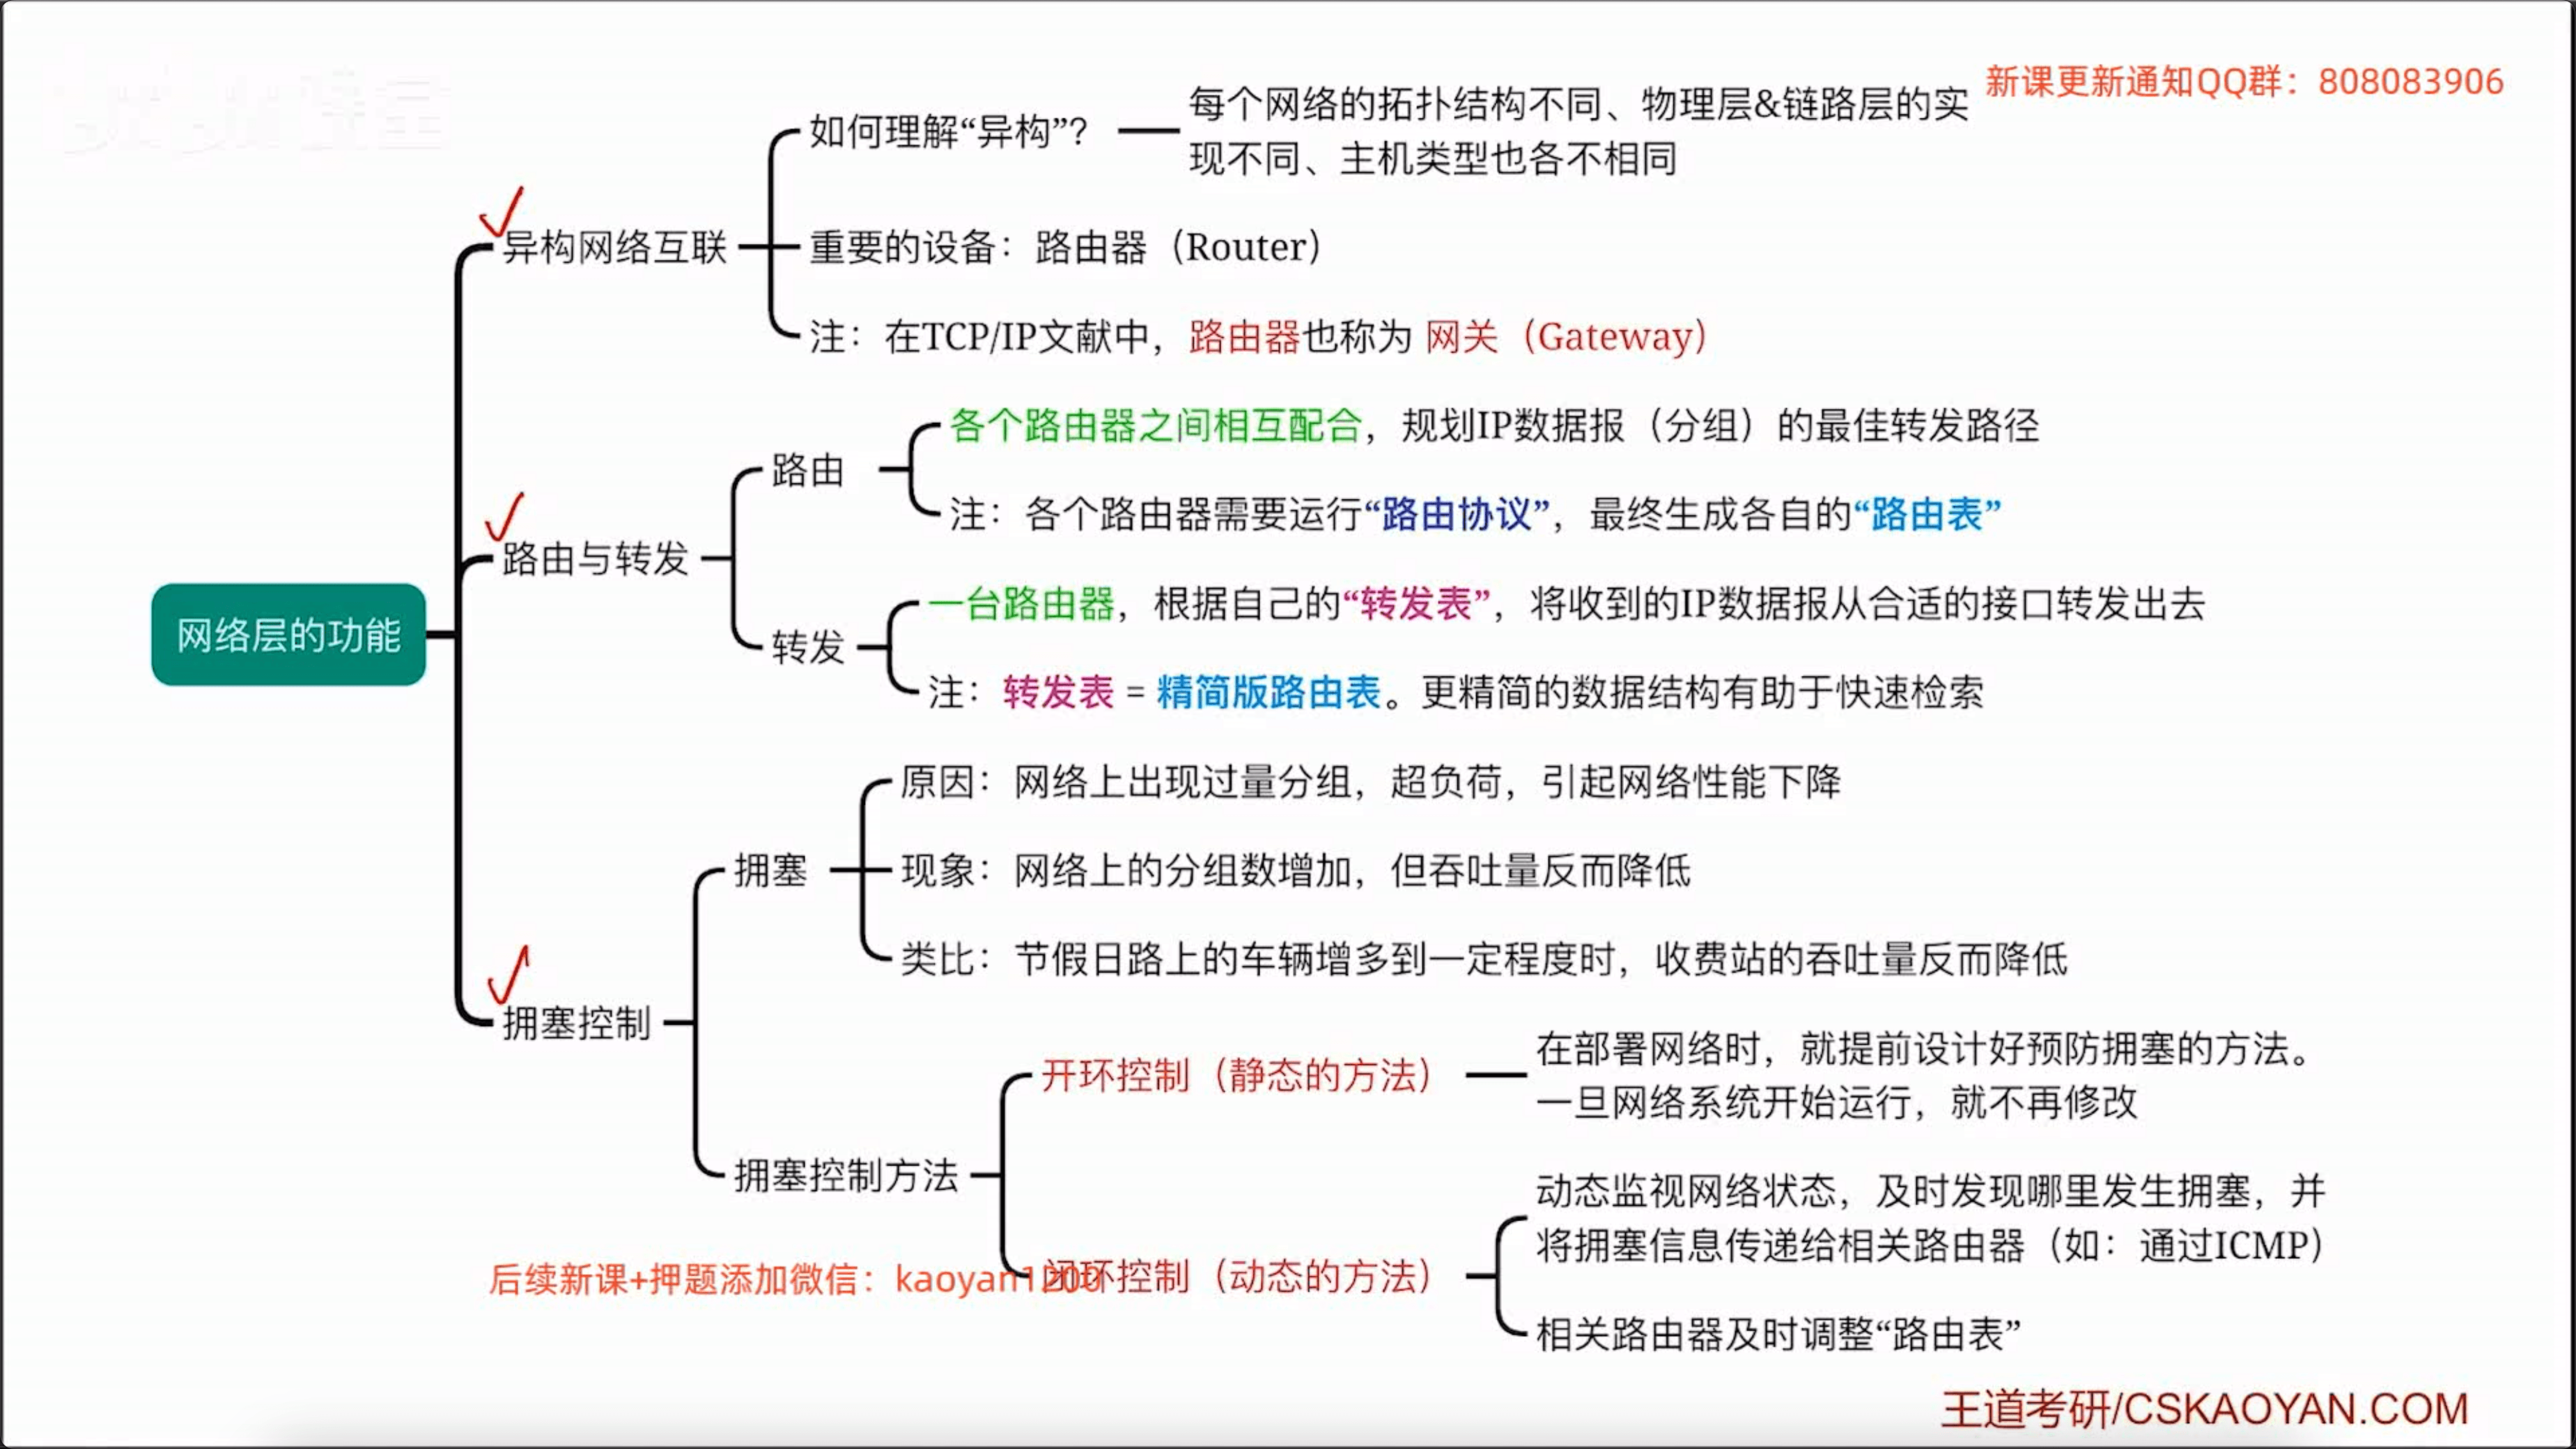 新课更新通知QQ群：808083906
网络层的功能
异构网络互联
如何理解“异构”？
每个网络的拓扑结构不同、物理层&链路层的实
现不同、主机类型也各不相同
重要的设备：路由器（Router）
注：在TCP/IP文献中，路由器也称为 网关（Gateway）
路由与转发
路由
各个路由器之间相互配合，规划IP数据报（分组）的最佳转发路径
注：各个路由器需要运行“路由协议”，最终生成各自的“路由表”
转发
一台路由器，根据自己的“转发表”，将收到的IP数据报从合适的接口转发出去
注：转发表 = 精简版路由表。更精简的数据结构有助于快速检索
拥塞控制
拥塞
原因：网络上出现过量分组，超负荷，引起网络性能下降
现象：网络上的分组数增加，但吞吐量反而降低
类比：节假日路上的车辆增多到一定程度时，收费站的吞吐量反而降低
拥塞控制方法
开环控制（静态的方法）
在部署网络时，就提前设计好预防拥塞的方法。
一旦网络系统开始运行，就不再修改
闭环控制（动态的方法）
动态监视网络状态，及时发现哪里发生拥塞，并
将拥塞信息传递给相关路由器（如：通过ICMP）
相关路由器及时调整“路由表”
后续新课+押题添加微信：kaoyan1200
王道考研/CSKAOYAN.COM